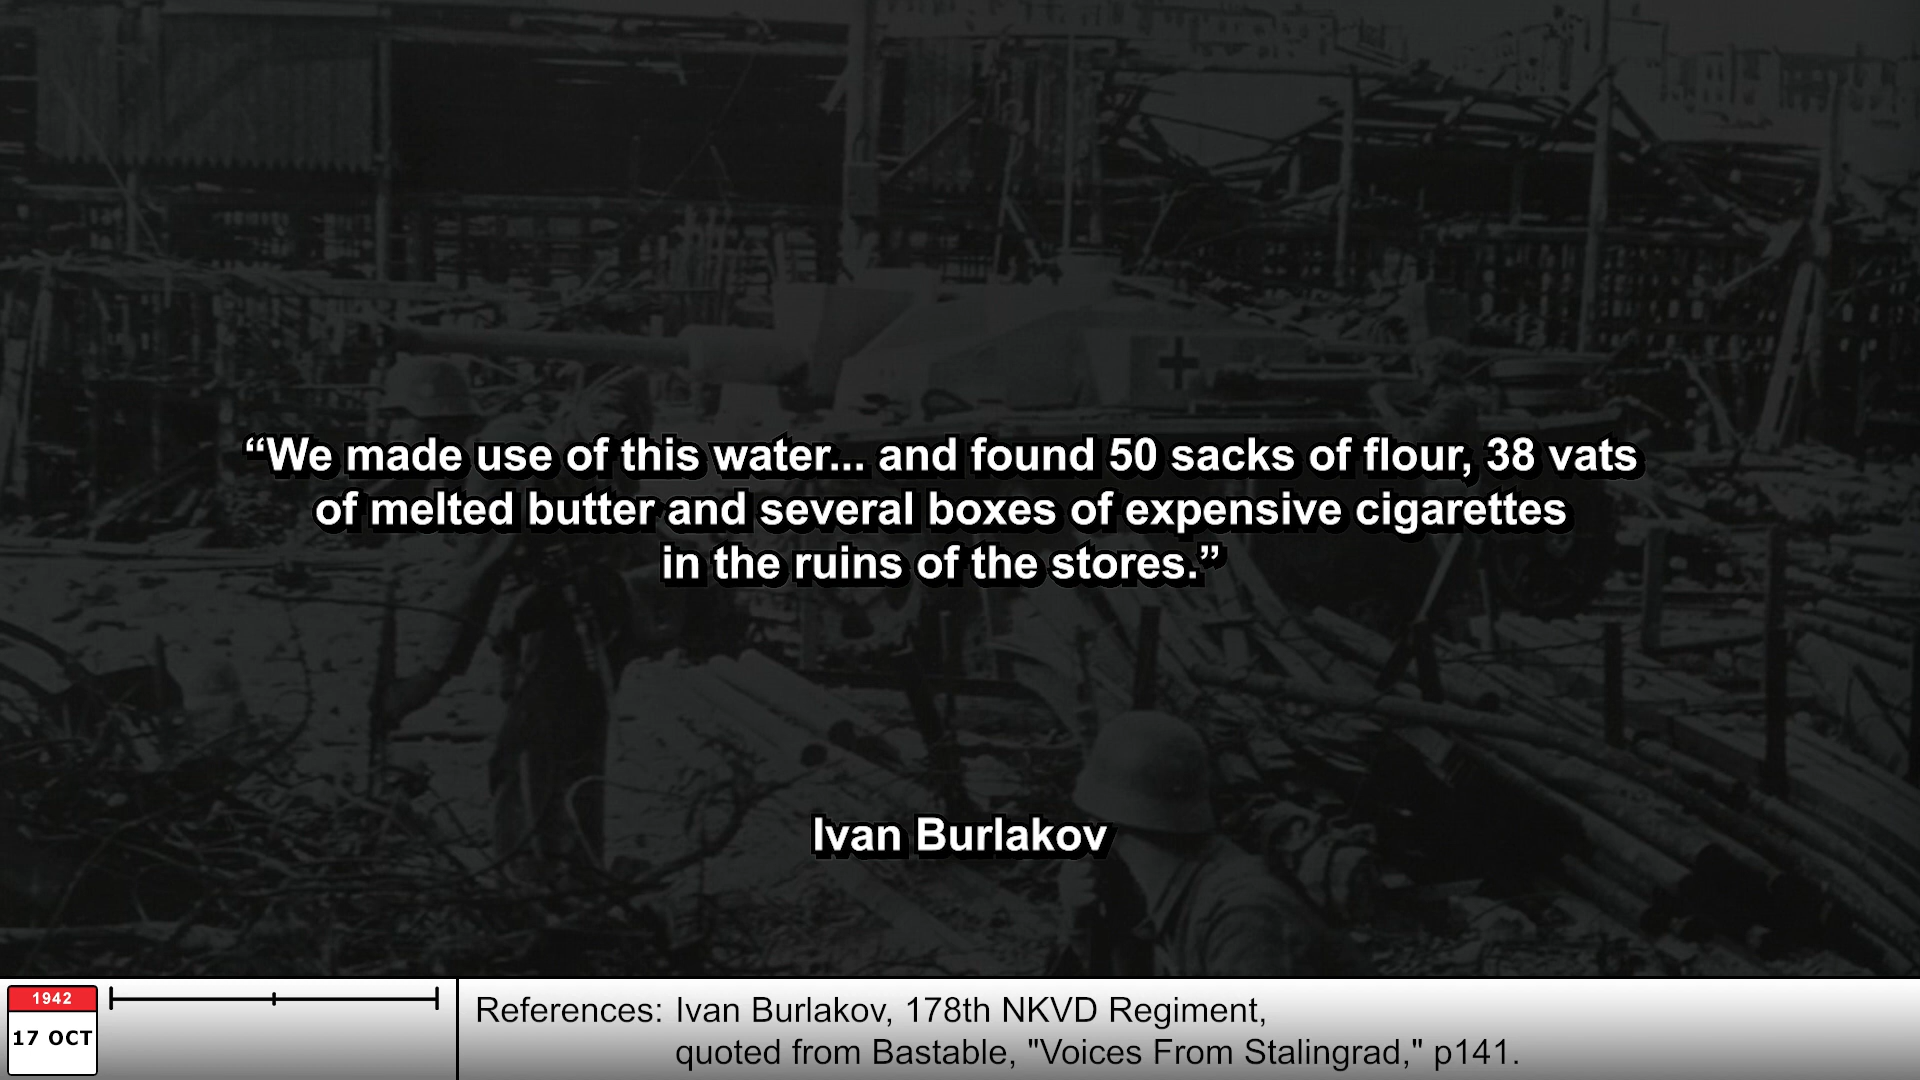 “We made use of this water... and found 50 sacks of flour, 38 vats
of melted butter and several boxes of expensive cigarettes
in the ruins of the stores.”
Ivan Burlakov
1942
17 OCT
References: Ivan Burlakov, 178th NKVD Regiment,
quoted from Bastable, "Voices From Stalingrad," p141.